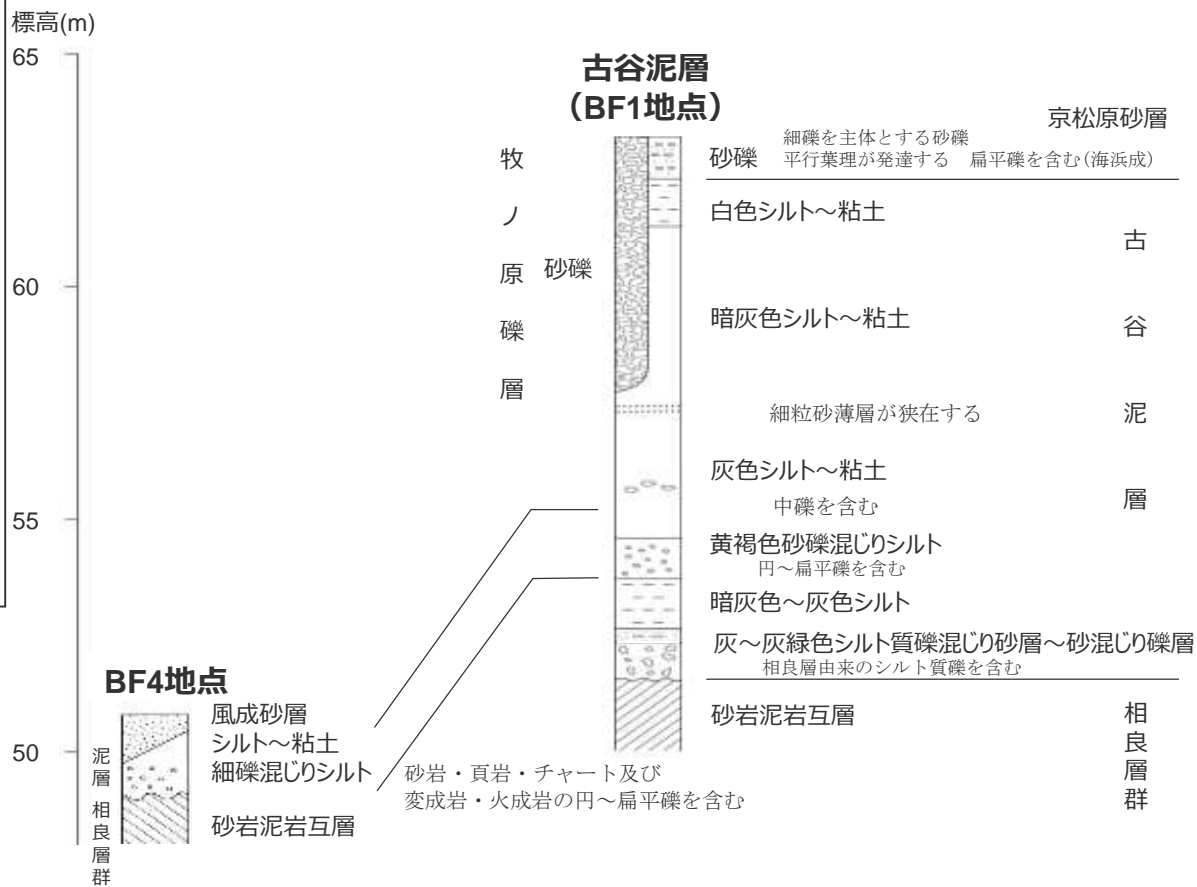 標高(m)
65
60
55
50
古谷泥層
（BF1地点）
京松原砂層
牧ノ原礫層
砂礫
砂礫
細礫を主体とする砂礫
平行葉理が発達する 扁平礫を含む(海浜成)
白色シルト～粘土
暗灰色シルト～粘土
細粒砂薄層が狭在する
灰色シルト～粘土
中礫を含む
黄褐色砂礫混じりシルト
円～扁平礫を含む
暗灰色～灰色シルト
灰～灰緑色シルト質礫混じり砂層～砂混じり礫層
相良層由来のシルト質礫を含む
砂岩泥岩互層
古谷泥層
相良層群
BF4地点
風成砂層
シルト～粘土
細礫混じりシルト
砂岩泥岩互層
泥層
相良層群
砂岩・頁岩・チャート及び
変成岩・火成岩の円～扁平礫を含む